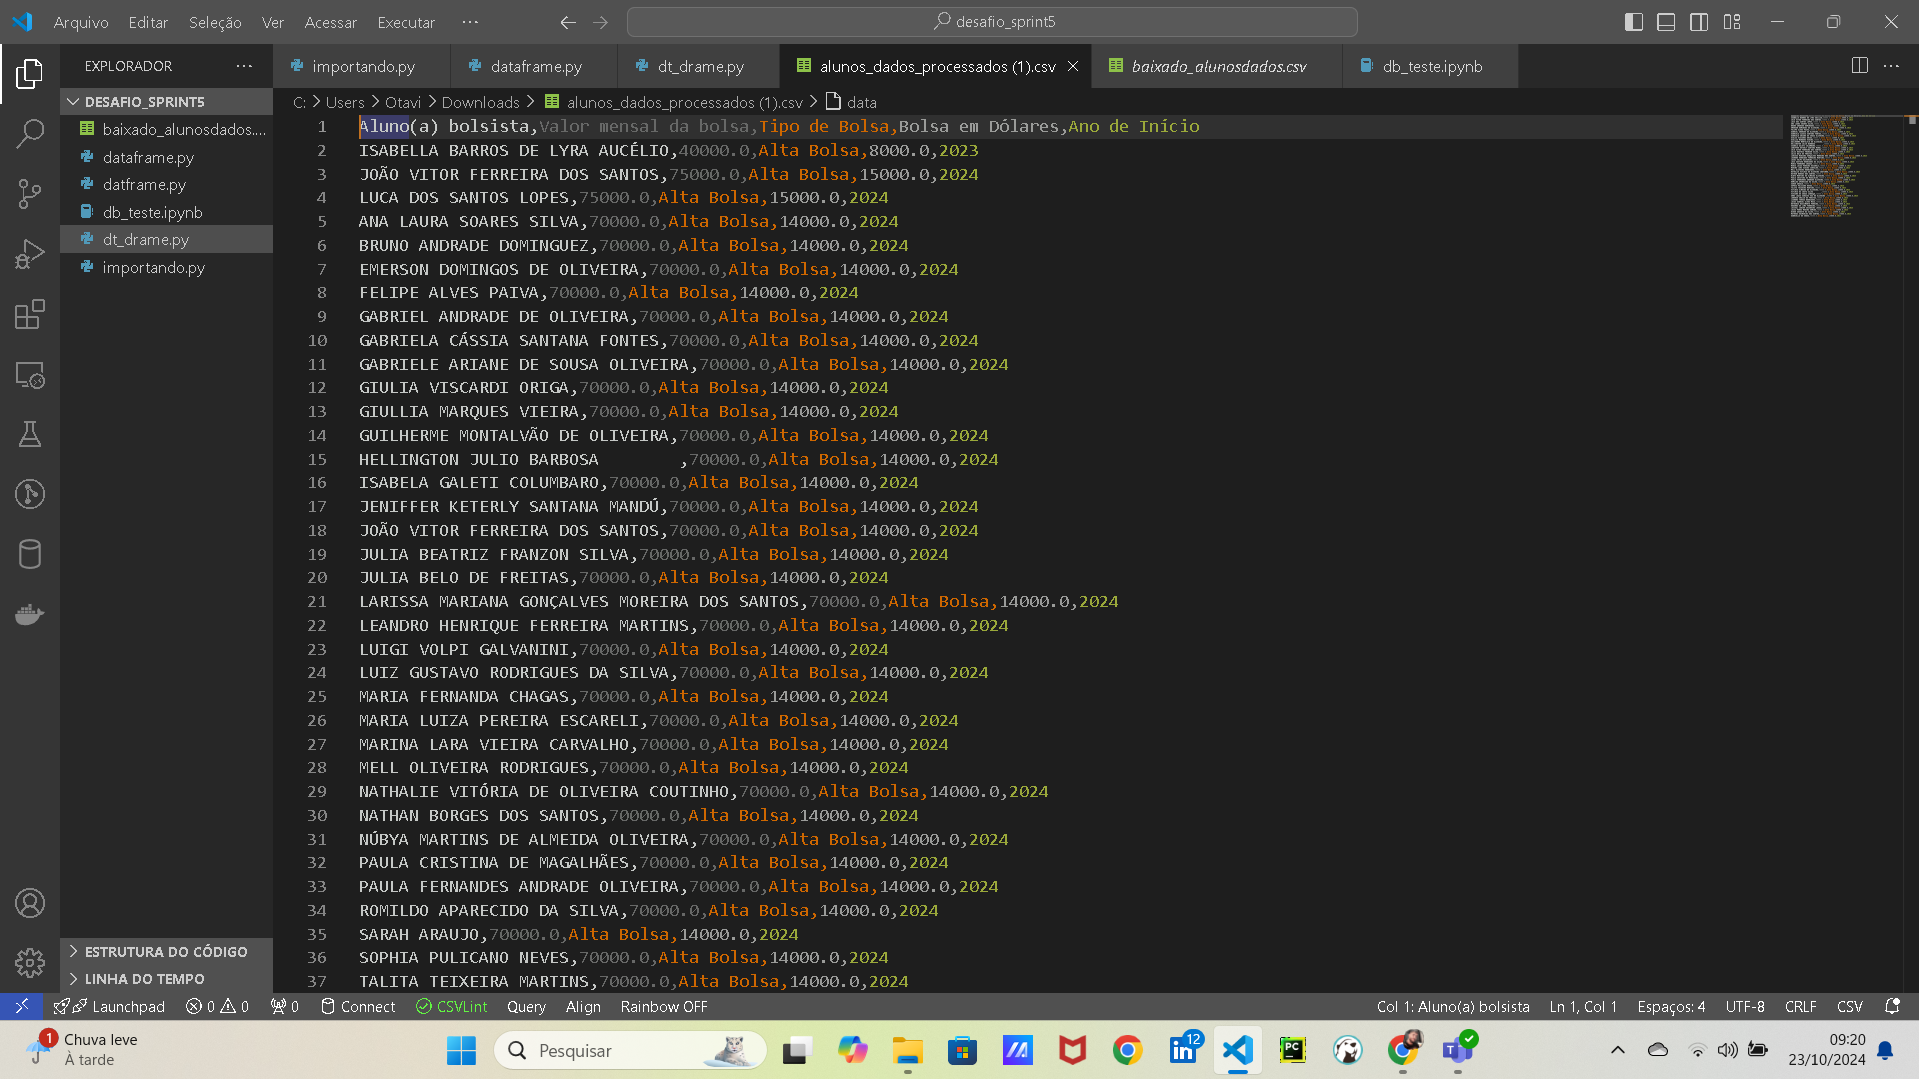 Arquivo Editar Seleção Ver Acessar Executar ... desafio_sprint5
EXPLORADOR ... importando.py dataframe.py dt_drame.py alunos_dados_processados (1).csv baixado_alunosdados.csv db_teste.ipynb ...
C: > Users > Otavi > Downloads > alunos_dados_processados (1).csv > data
DESAFIO_SPRINT5
baixado_alunosdados....
dataframe.py
datframe.py
db_teste.ipynb
dt_drame.py
importando.py
1 Aluno(a) bolsista,Valor mensal da bolsa,Tipo de Bolsa,Bolsa em Dólares,Ano de Início
2 ISABELLA BARROS DE LYRA AUCÉLIO,40000.0,Alta Bolsa,8000.0,2023
3 JOÃO VITOR FERREIRA DOS SANTOS,75000.0,Alta Bolsa,15000.0,2024
4 LUCA DOS SANTOS LOPES,75000.0,Alta Bolsa,15000.0,2024
5 ANA LAURA SOARES SILVA,70000.0,Alta Bolsa,14000.0,2024
6 BRUNO ANDRADE DOMINGUEZ,70000.0,Alta Bolsa,14000.0,2024
7 EMERSON DOMINGOS DE OLIVEIRA,70000.0,Alta Bolsa,14000.0,2024
8 FELIPE ALVES PAIVA,70000.0,Alta Bolsa,14000.0,2024
9 GABRIEL ANDRADE DE OLIVEIRA,70000.0,Alta Bolsa,14000.0,2024
10 GABRIELA CÁSSIA SANTANA FONTES,70000.0,Alta Bolsa,14000.0,2024
11 GABRIELE ARIANE DE SOUSA OLIVEIRA,70000.0,Alta Bolsa,14000.0,2024
12 GIULIA VISCARDI ORIGA,70000.0,Alta Bolsa,14000.0,2024
13 GIULLIA MARQUES VIEIRA,70000.0,Alta Bolsa,14000.0,2024
14 GUILHERME MONTALVÃO DE OLIVEIRA,70000.0,Alta Bolsa,14000.0,2024
15 HELLINGTON JULIO BARBOSA        ,70000.0,Alta Bolsa,14000.0,2024
16 ISABELA GALETI COLUMBARO,70000.0,Alta Bolsa,14000.0,2024
17 JENIFFER KETERLY SANTANA MANDÚ,70000.0,Alta Bolsa,14000.0,2024
18 JOÃO VITOR FERREIRA DOS SANTOS,70000.0,Alta Bolsa,14000.0,2024
19 JULIA BEATRIZ FRANZON SILVA,70000.0,Alta Bolsa,14000.0,2024
20 JULIA BELO DE FREITAS,70000.0,Alta Bolsa,14000.0,2024
21 LARISSA MARIANA GONÇALVES MOREIRA DOS SANTOS,70000.0,Alta Bolsa,14000.0,2024
22 LEANDRO HENRIQUE FERREIRA MARTINS,70000.0,Alta Bolsa,14000.0,2024
23 LUIGI VOLPI GALVANINI,70000.0,Alta Bolsa,14000.0,2024
24 LUIZ GUSTAVO RODRIGUES DA SILVA,70000.0,Alta Bolsa,14000.0,2024
25 MARIA FERNANDA CHAGAS,70000.0,Alta Bolsa,14000.0,2024
26 MARIA LUIZA PEREIRA ESCARELI,70000.0,Alta Bolsa,14000.0,2024
27 MARINA LARA VIEIRA CARVALHO,70000.0,Alta Bolsa,14000.0,2024
28 MELL OLIVEIRA RODRIGUES,70000.0,Alta Bolsa,14000.0,2024
29 NATHALIE VITÓRIA DE OLIVEIRA COUTINHO,70000.0,Alta Bolsa,14000.0,2024
30 NATHAN BORGES DOS SANTOS,70000.0,Alta Bolsa,14000.0,2024
31 NÚBYA MARTINS DE ALMEIDA OLIVEIRA,70000.0,Alta Bolsa,14000.0,2024
32 PAULA CRISTINA DE MAGALHÃES,70000.0,Alta Bolsa,14000.0,2024
33 PAULA FERNANDES ANDRADE OLIVEIRA,70000.0,Alta Bolsa,14000.0,2024
34 ROMILDO APARECIDO DA SILVA,70000.0,Alta Bolsa,14000.0,2024
35 SARAH ARAUJO,70000.0,Alta Bolsa,14000.0,2024
36 SOPHIA PULICANO NEVES,70000.0,Alta Bolsa,14000.0,2024
37 TALITA TEIXEIRA MARTINS,70000.0,Alta Bolsa,14000.0,2024
ESTRUTURA DO CÓDIGO
LINHA DO TEMPO
Launchpad 0 0 0 Connect CSVLint Query Align Rainbow OFF Col 1: Aluno(a) bolsista Ln 1, Col 1 Espaços: 4 UTF-8 CRLF CSV
1 Chuva leve
À tarde
Pesquisar
PC
12
09:20
23/10/2024